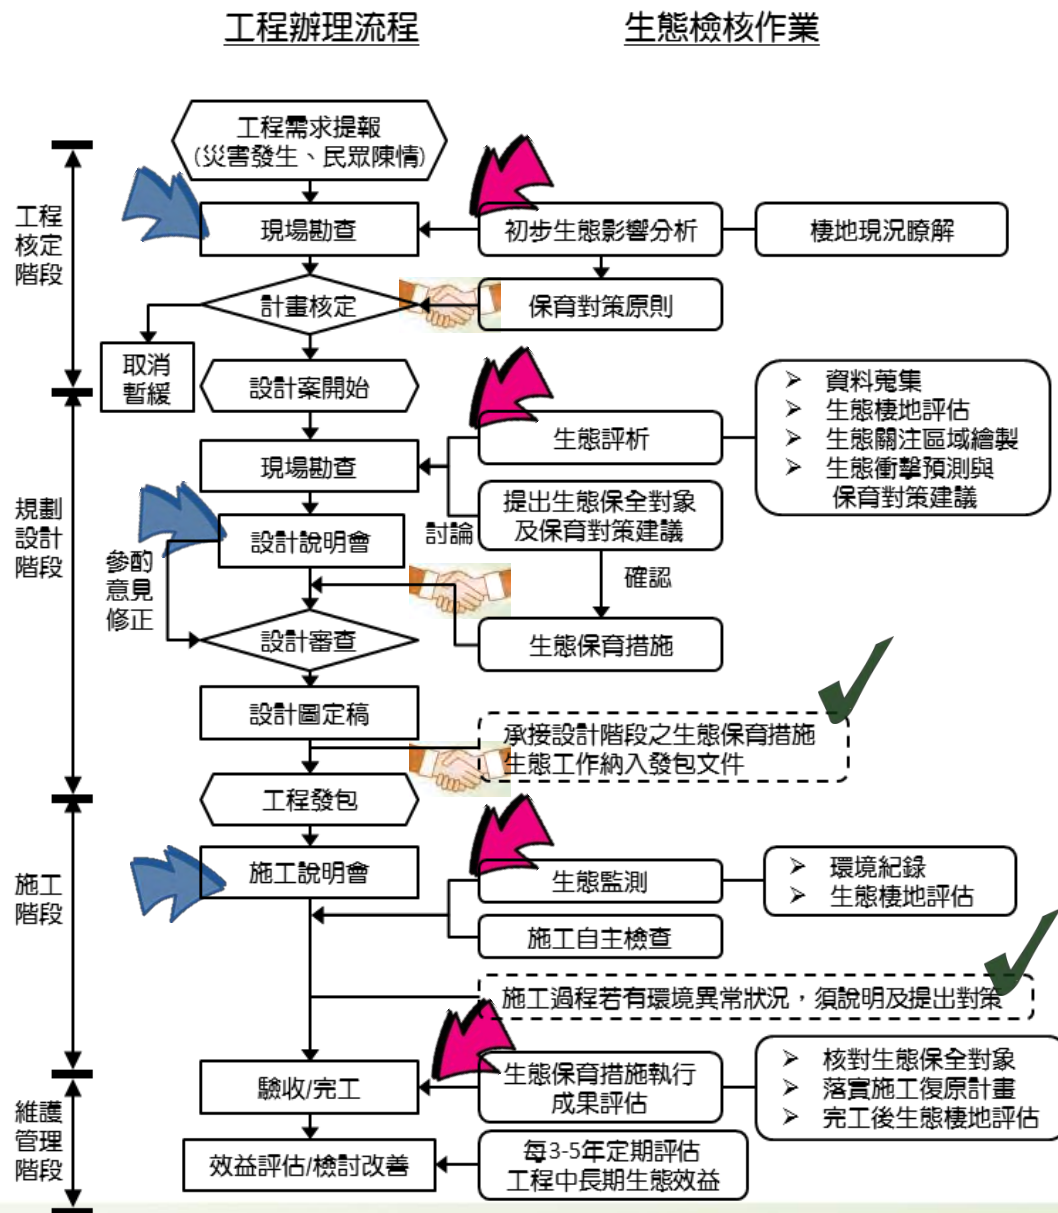 工程辦理流程
生態檢核作業
工程核定階段
工程需求提報
(災害發生、民眾陳情)
現場勘查
初步生態影響分析
棲地現況瞭解
計畫核定
保育對策原則
取消
暫緩
規劃設計階段
設計案開始
生態評析
➢ 資料蒐集
➢ 生態棲地評估
➢ 生態關注區域繪製
➢ 生態衝擊預測與
保育對策建議
現場勘查
提出生態保全對象
及保育對策建議
討論
設計說明會
參酌
意見
修正
確認
設計審查
生態保育措施
設計圖定稿
承接設計階段之生態保育措施
生態工作納入發包文件
施工階段
工程發包
施工說明會
生態監測
➢ 環境紀錄
➢ 生態棲地評估
施工自主檢查
施工過程若有環境異常狀況，須說明及提出對策
維護管理階段
驗收/完工
生態保育措施執行
成果評估
➢ 核對生態保全對象
➢ 落實施工復原計畫
➢ 完工後生態棲地評估
效益評估/檢討改善
每3-5年定期評估
工程中長期生態效益